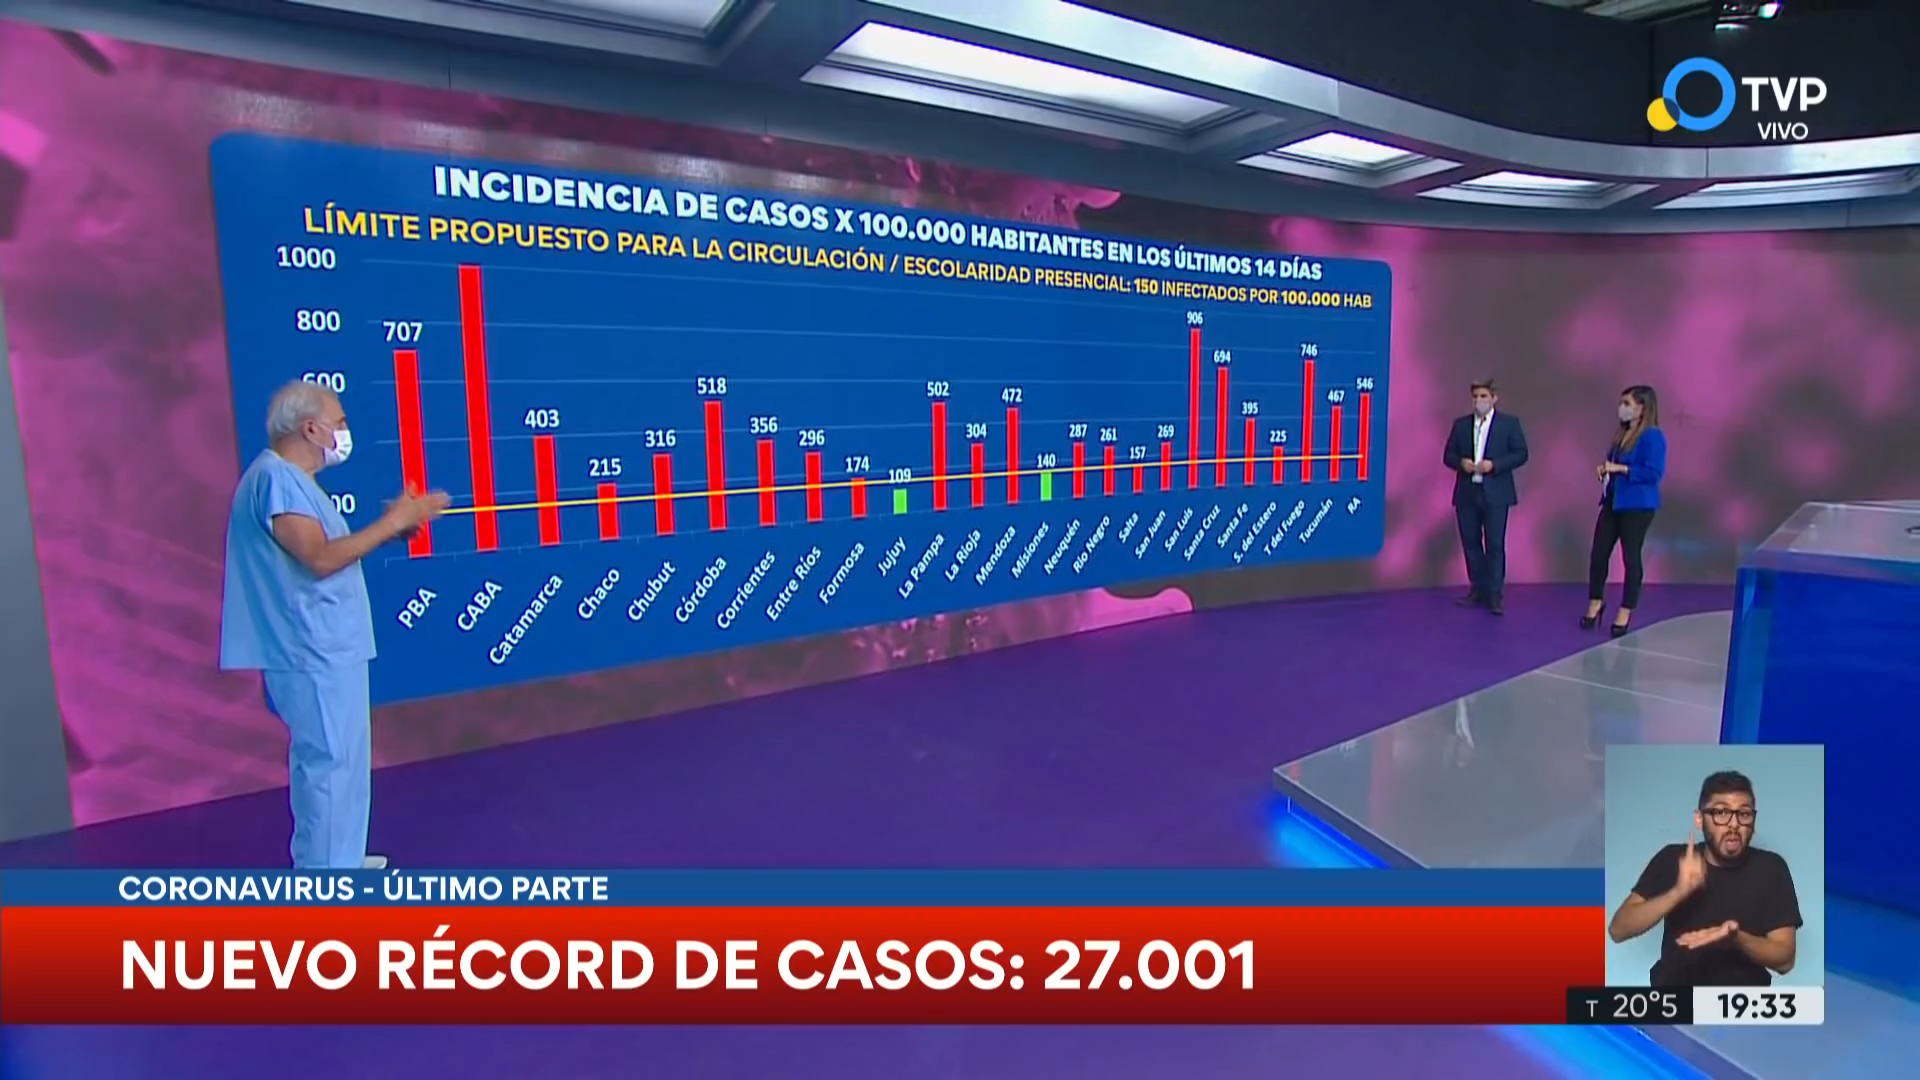 TVP
VIVO
INCIDENCIA DE CASOS X 100.000 HABITANTES EN LOS ÚLTIMOS 14 DÍAS
LÍMITE PROPUESTO PARA LA CIRCULACIÓN / ESCOLARIDAD PRESENCIAL: 150 INFECTADOS POR 100.000 HAB
1000
800
600
00
707
403
215
316
518
356
296
174
109
502
304
472
140
287
261
157
269
906
694
395
225
746
467
546
PBA
CABA
Catamarca
Chaco
Chubut
Córdoba
Corrientes
Entre Ríos
Formosa
Jujuy
La Pampa
La Rioja
Mendoza
Misiones
Neuquén
Río Negro
Salta
San Juan
San Luis
Santa Cruz
Santa Fe
S. del Estero
T del Fuego
Tucumán
RA
CORONAVIRUS - ÚLTIMO PARTE
NUEVO RÉCORD DE CASOS: 27.001
T 20°5 19:33